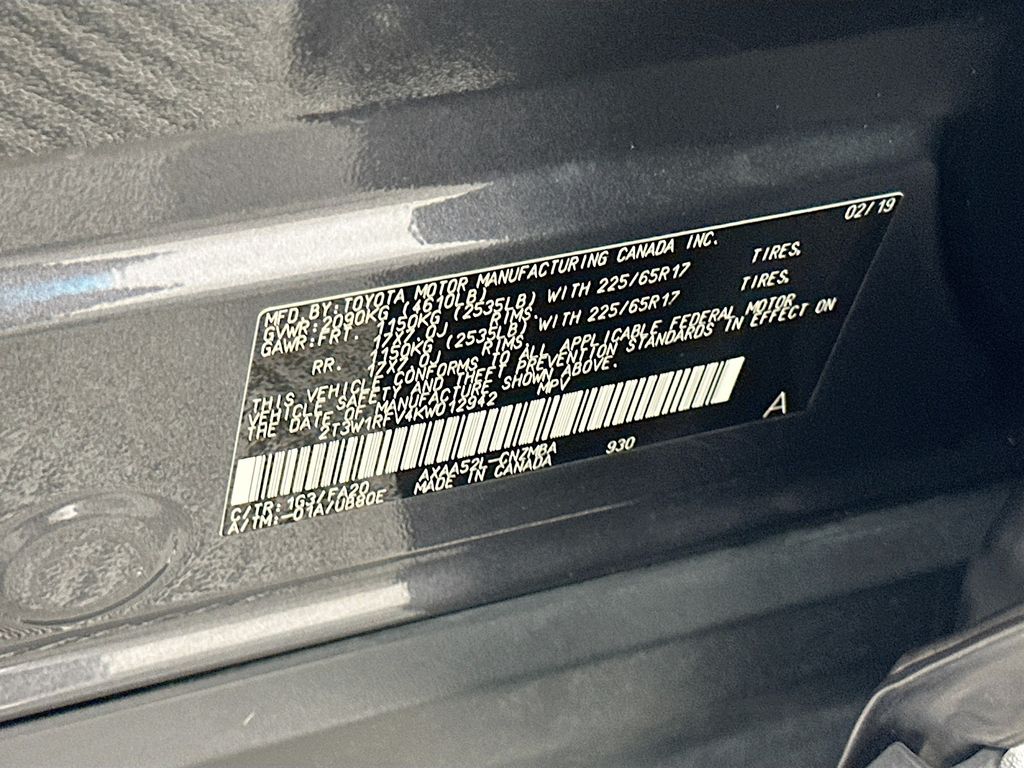 02/19
MFD.BY: TOYOTA MOTOR MANUFACTURING CANADA INC.
GVWR: 2090KG (4610LB)
GAWR: FRT. 1150KG (2535LB) WITH 225/65R17 TIRES,
17X7.0J RIMS,
RR. 1150KG (2535LB) WITH 225/65R17 TIRES,
17X7.0J RIMS,
THIS VEHICLE CONFORMS TO ALL APPLICABLE FEDERAL MOTOR
VEHICLE SAFETY AND THEFT PREVENTION STANDARDS IN EFFECT ON
THE DATE OF MANUFACTURE SHOWN ABOVE.
2T3W1RFV4KW012942 MPV
A
C/TR: 1G3/FA20 AXAA52L-CNZMBA 930
A/TM: -01A/UB80E MADE IN CANADA